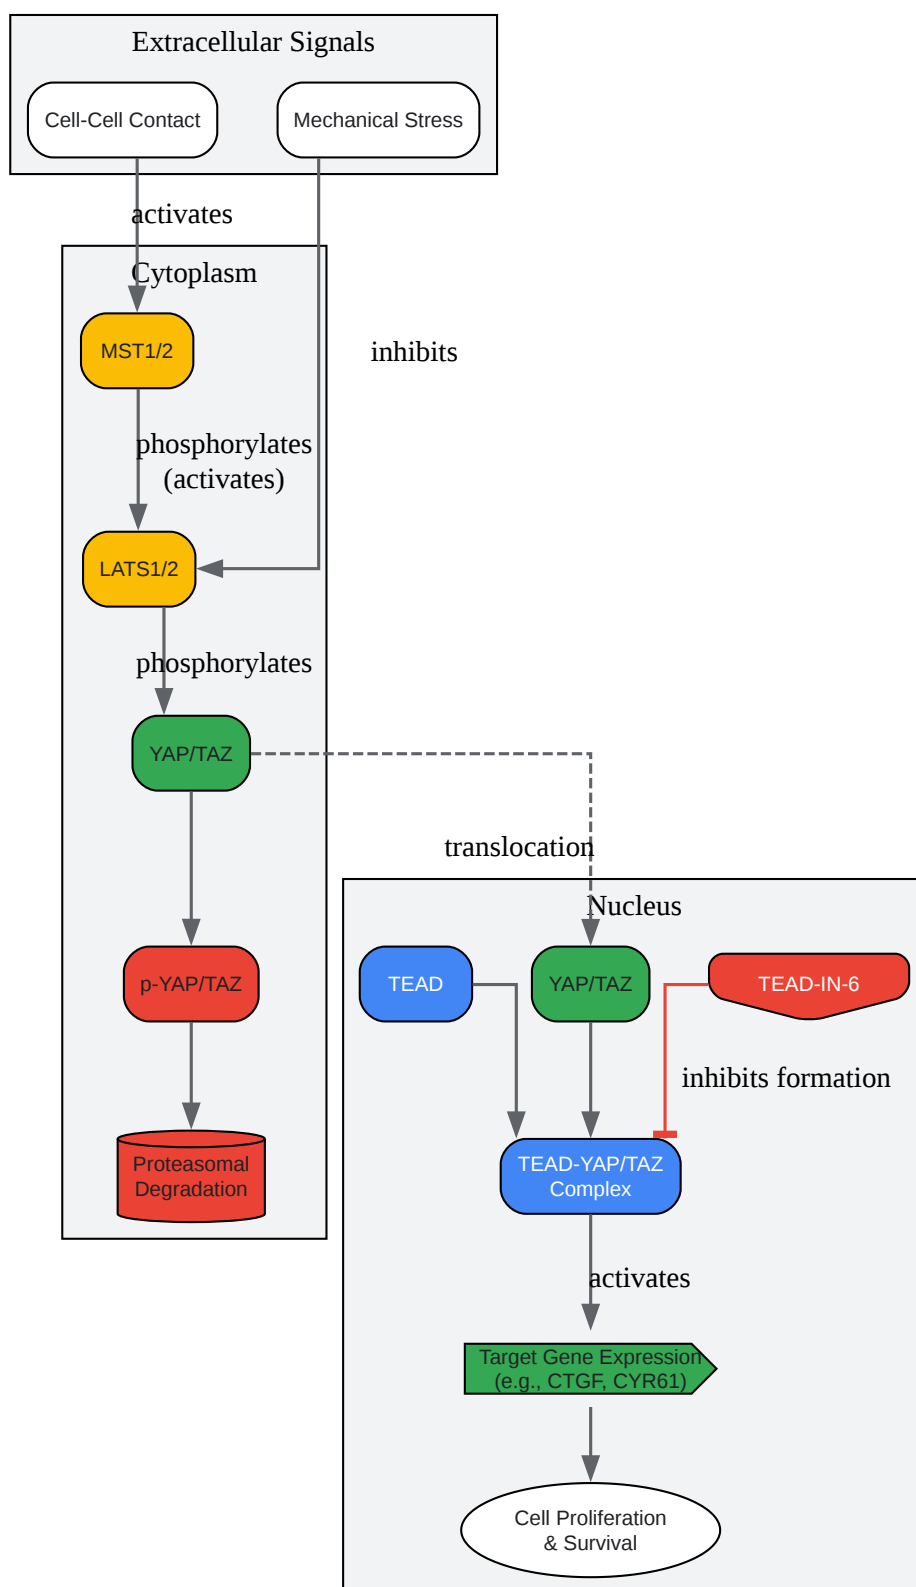 Extracellular Signals
Cell-Cell Contact
Mechanical Stress
activates
Cytoplasm
MST1/2
inhibits
phosphorylates
(activates)
LATS1/2
phosphorylates
YAP/TAZ
translocation
Nucleus
p-YAP/TAZ
TEAD
YAP/TAZ
TEAD-IN-6
inhibits formation
Proteasomal
Degradation
TEAD-YAP/TAZ
Complex
activates
Target Gene Expression
(e.g., CTGF, CYR61)
Cell Proliferation
& Survival